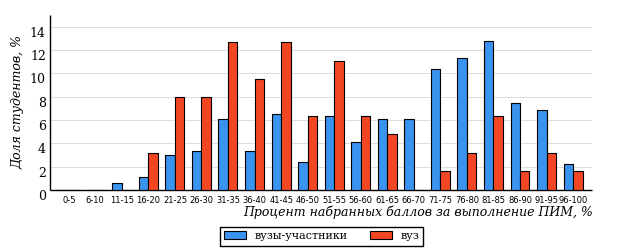 Доля студентов, %
14
12
10
8
6
4
2
0
0-5 6-10 11-15 16-20 21-25 26-30 31-35 36-40 41-45 46-50 51-55 56-60 61-65 66-70 71-75 76-80 81-85 86-90 91-95 96-100
Процент набранных баллов за выполнение ПИМ, %
вузы-участники вуз